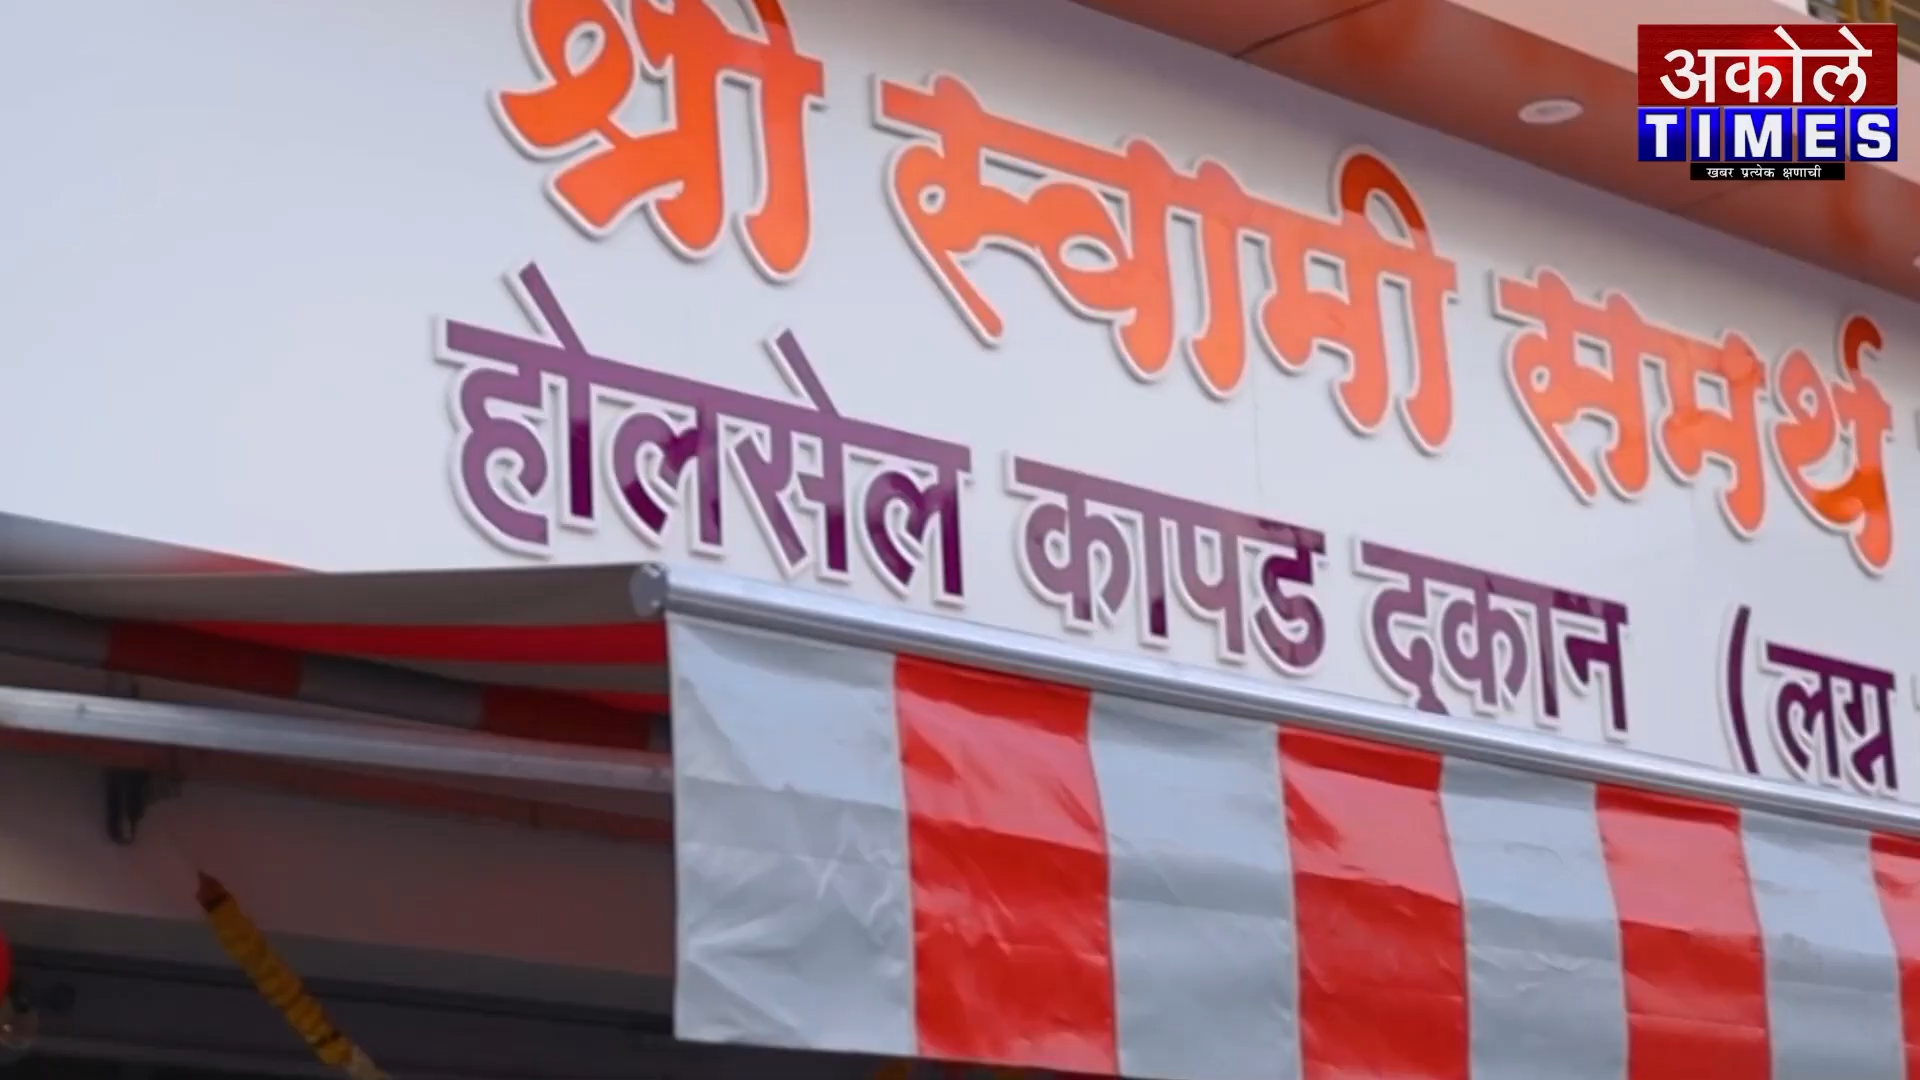 श्री स्वामी समर्थ
होलसेल कापड दुकान (लग्न
अकोले
TIMES
खबर प्रत्येक क्षणाची